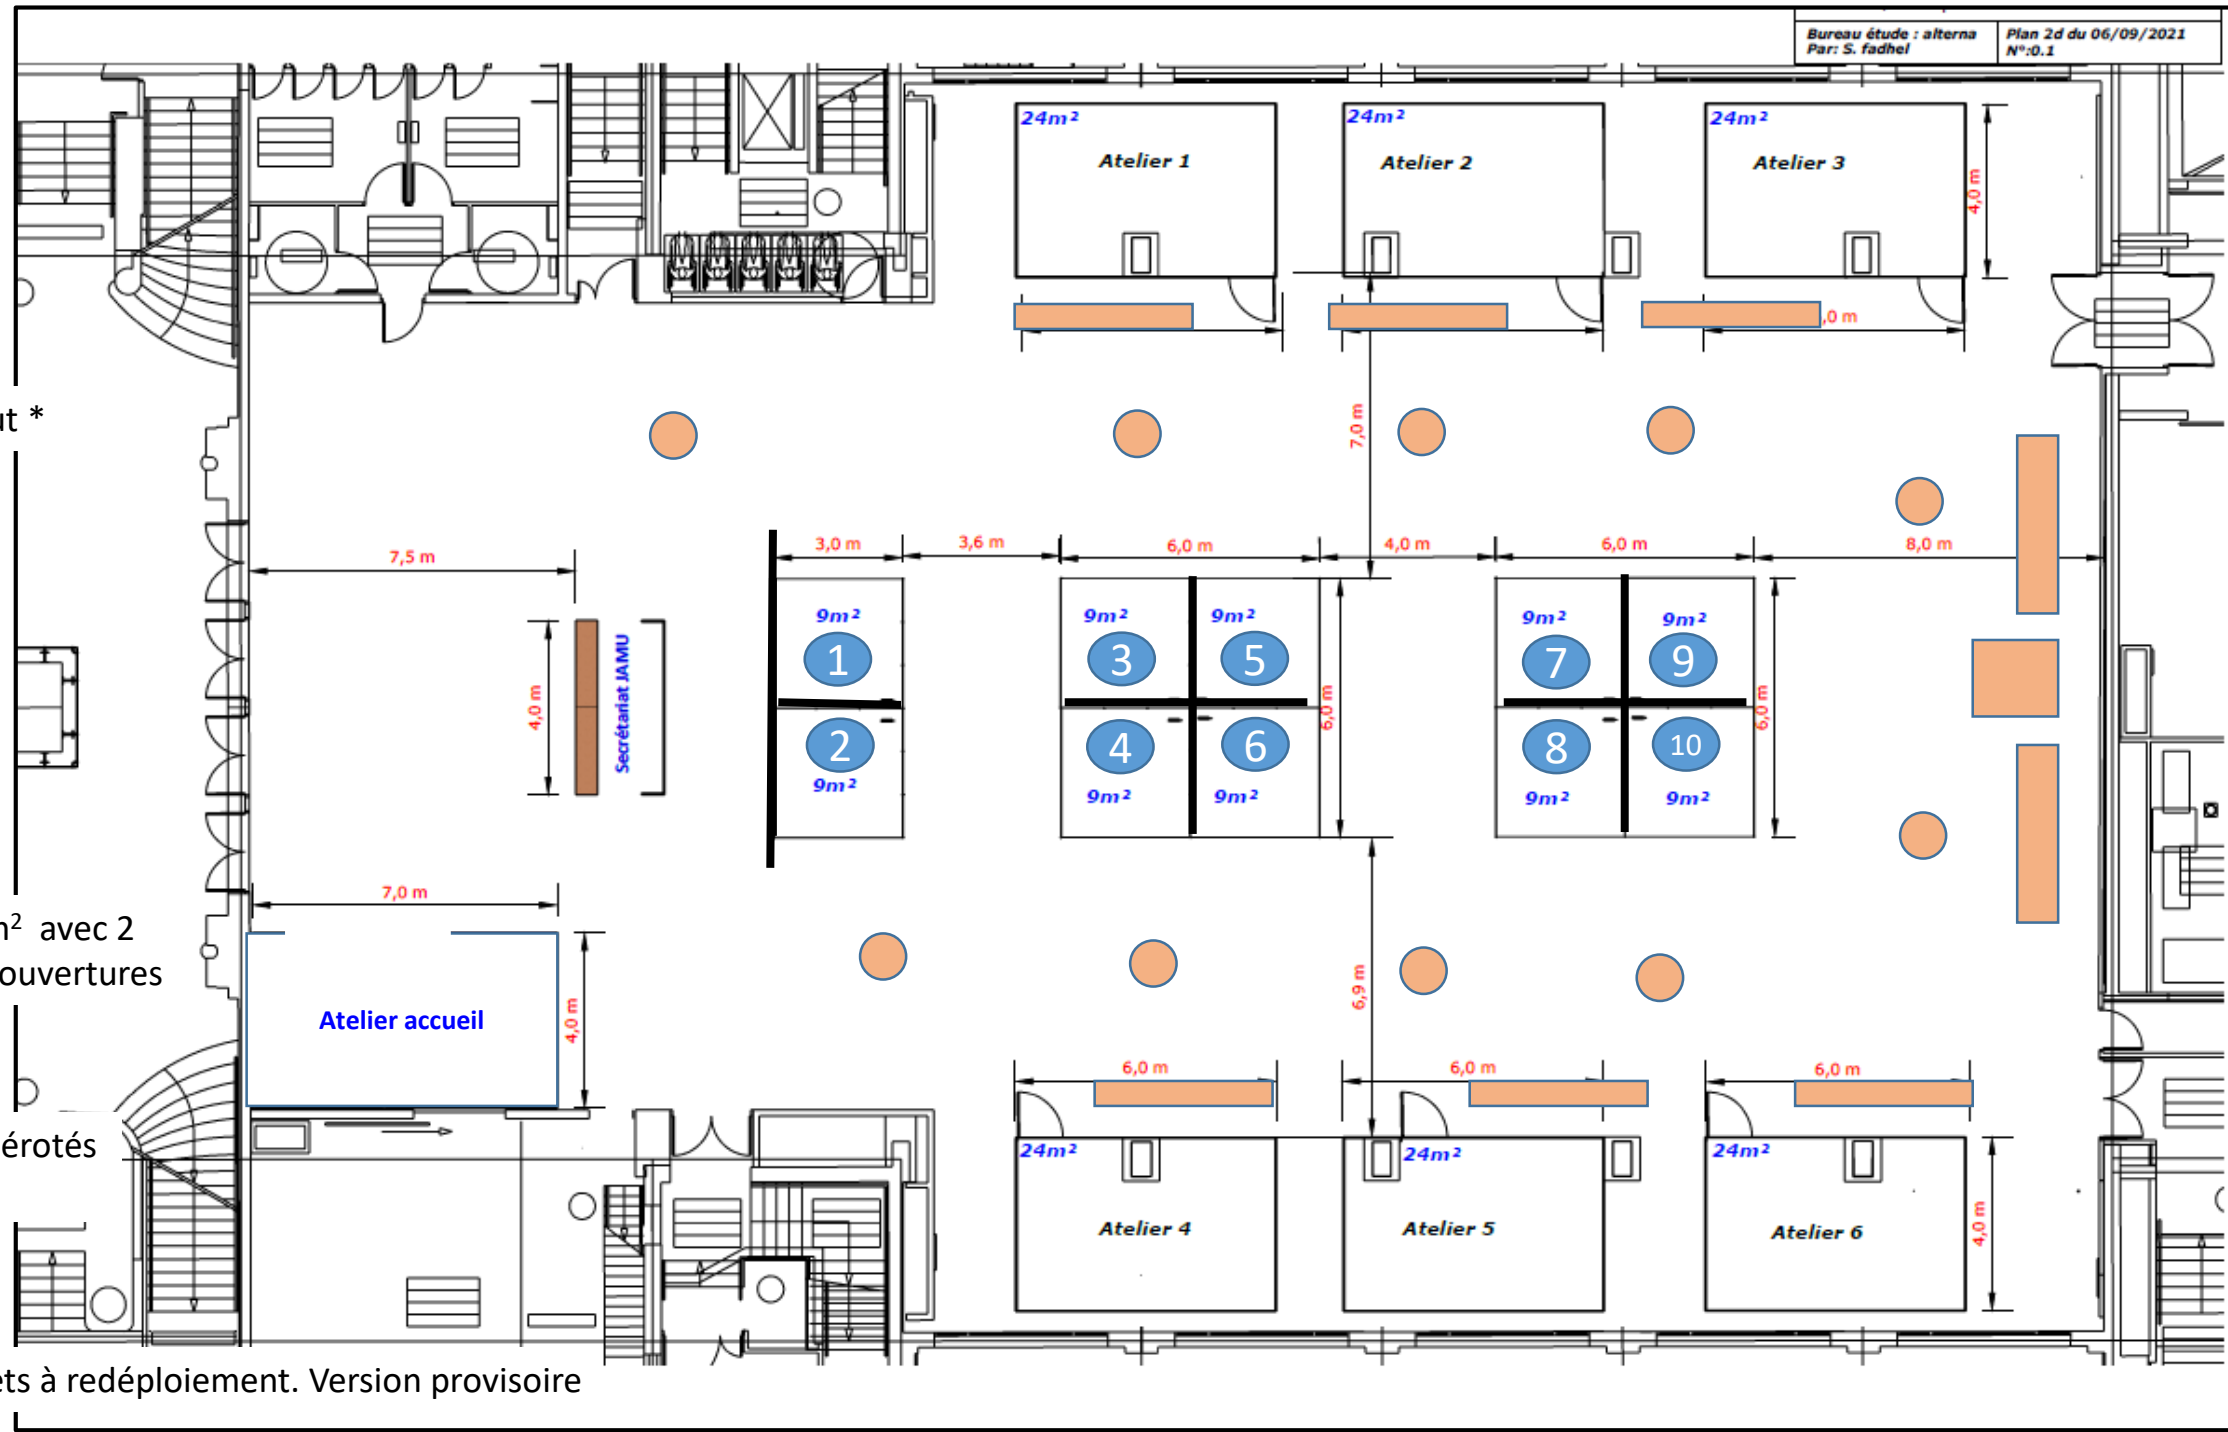 Bureau étude : alterna
Par: S. fadhel
Plan 2d du 06/09/2021
N°:0.1
24m²
Atelier 1
24m²
Atelier 2
24m²
Atelier 3
4,0 m
,0 m
ut *
7,0 m
7,5 m
3,0 m
3,6 m
6,0 m
4,0 m
6,0 m
8,0 m
4,0 m
Secrétariat JAMU
9m²
1
2
9m²
9m²
3
9m²
5
4
9m²
6
9m²
6,0 m
9m²
7
9m²
9
8
9m²
10
9m²
6,0 m
7,0 m
m² avec 2
ouvertures
Atelier accueil
4,0 m
6,9 m
6,0 m
6,0 m
6,0 m
érotés
24m²
Atelier 4
24m²
Atelier 5
24m²
Atelier 6
4,0 m
ets à redéploiement. Version provisoire